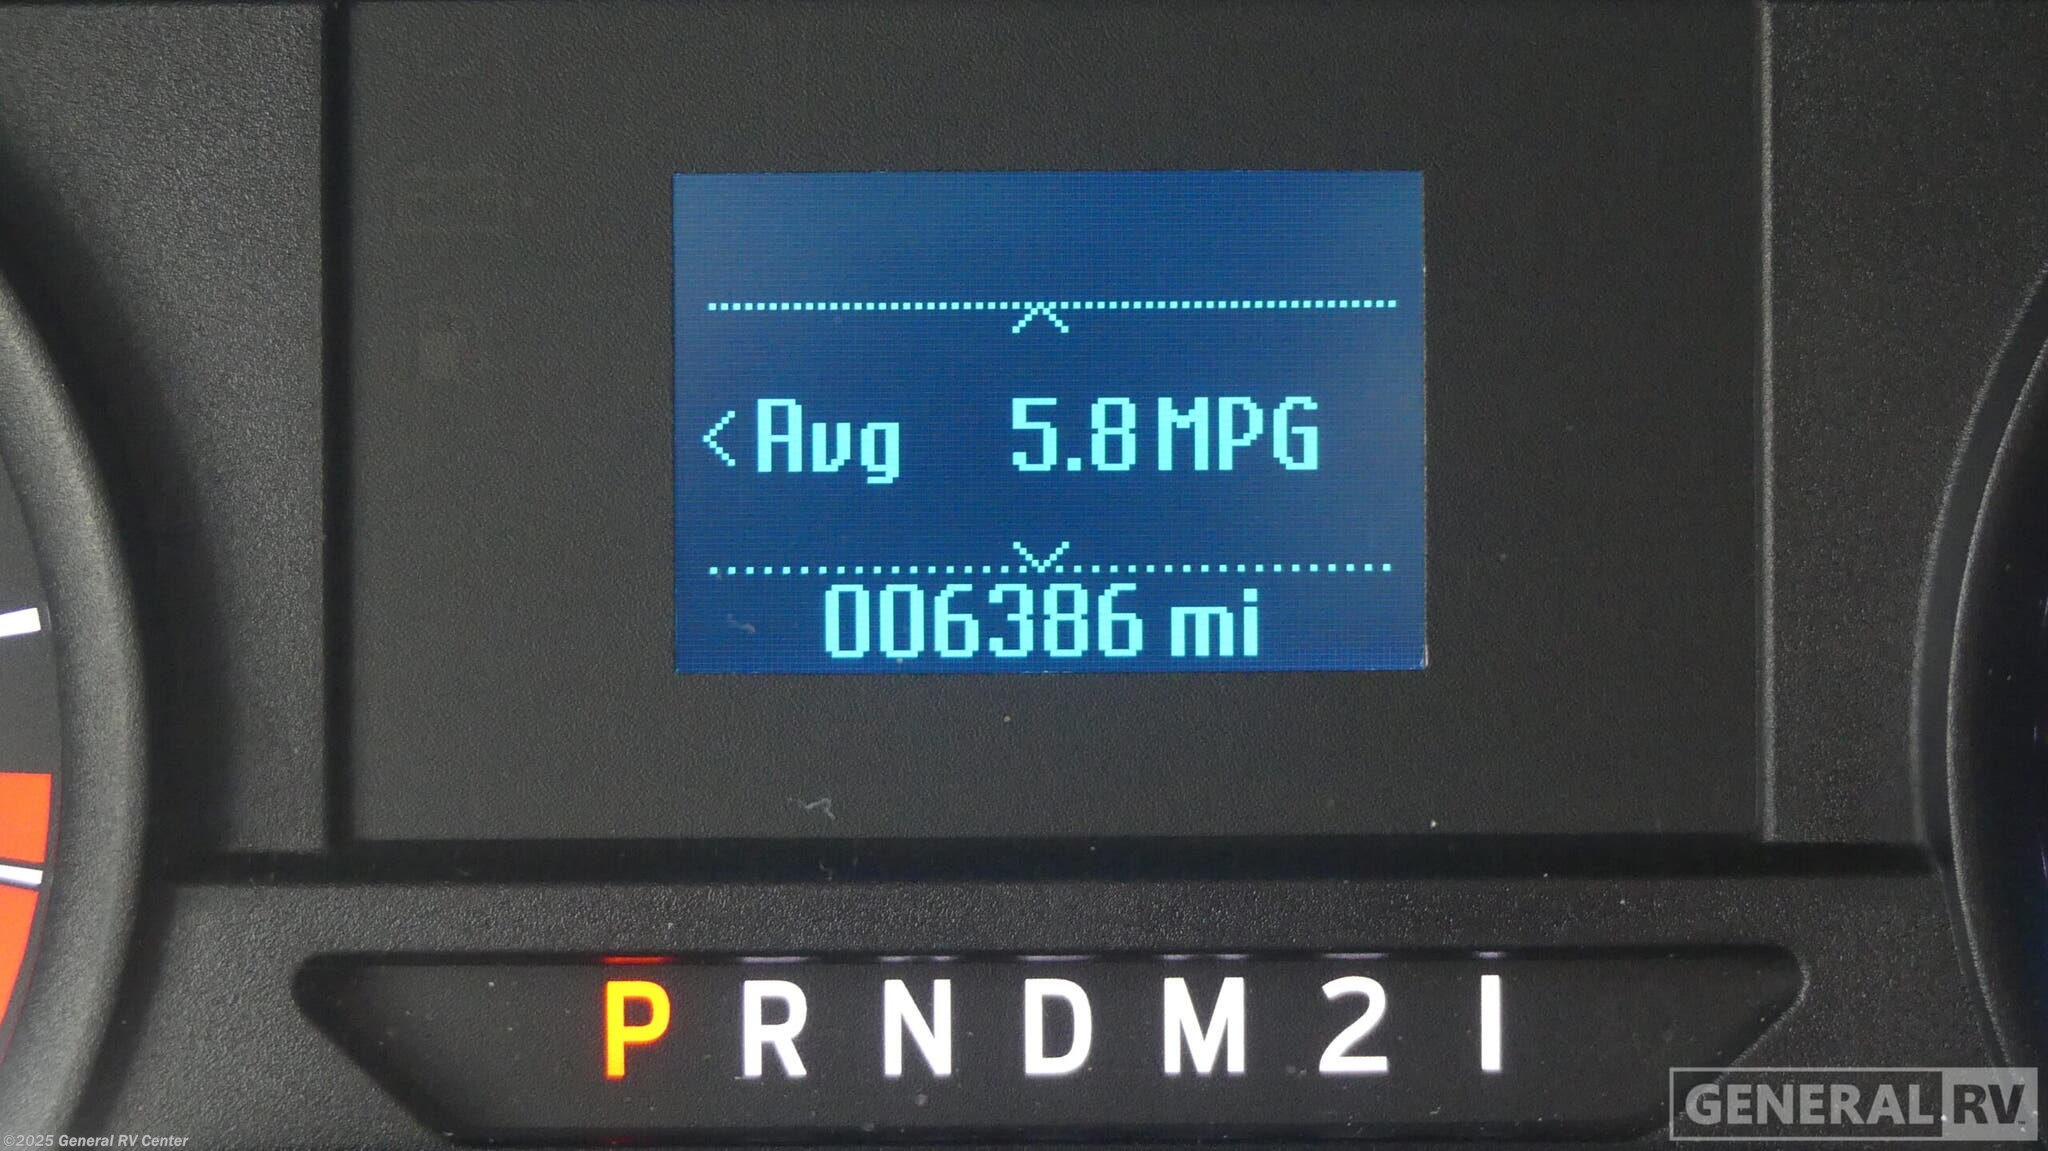 <Avg 5.8 MPG
006386 mi
P R N D M 2 1
GENERAL RV
©2025 General RV Center